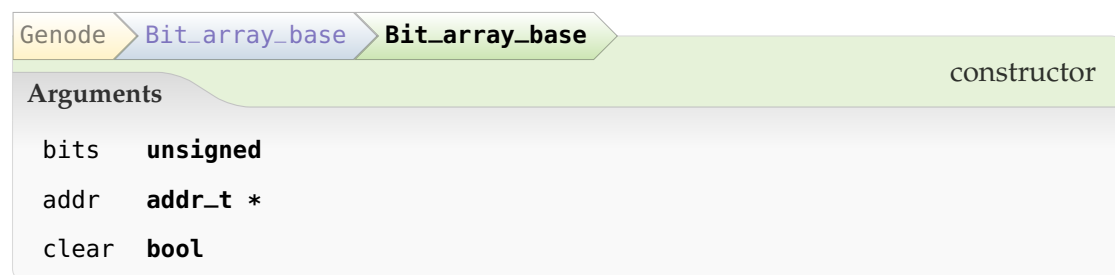 Genode Bit_array_base Bit_array_base
constructor
Arguments
bits unsigned
addr addr_t *
clear bool